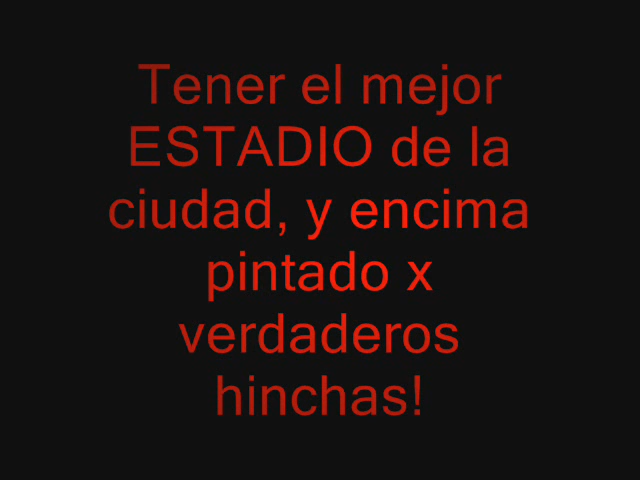 Tener el mejor
ESTADIO de la
ciudad, y encima
pintado x
verdaderos
hinchas!